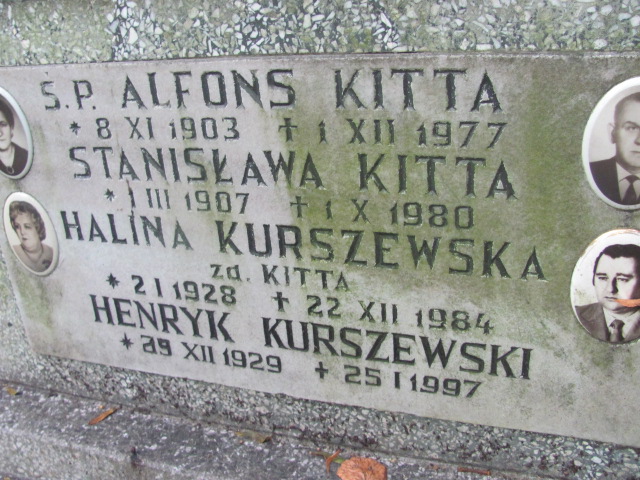 Ś.P. ALFONS KITTA
* 8 XI 1903 ✝ 1 XII 1977
STANISŁAWA KITTA
* 1 III 1907 ✝ 1 X 1980
HALINA KURSZEWSKA
zd. KITTA
* 2 I 1928 ✝ 22 XII 1984
HENRYK KURSZEWSKI
* 29 XII 1929 ✝ 25 I 1997